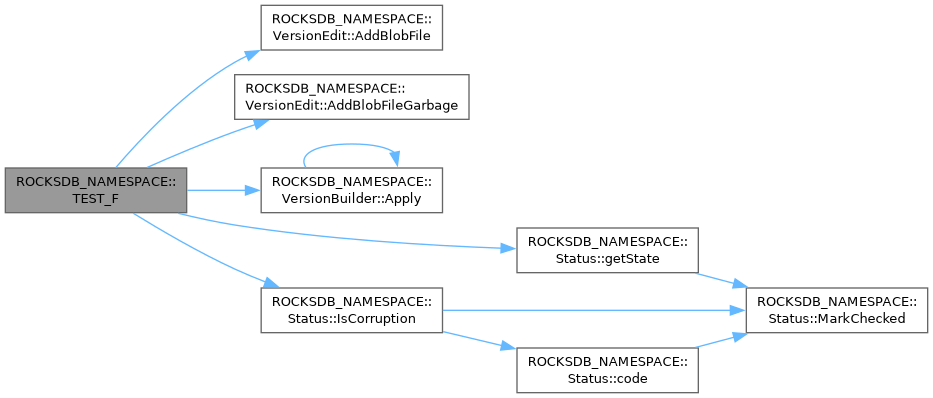 ROCKSDB_NAMESPACE::
VersionEdit::AddBlobFile
ROCKSDB_NAMESPACE::
VersionEdit::AddBlobFileGarbage
ROCKSDB_NAMESPACE::
TEST_F
ROCKSDB_NAMESPACE::
VersionBuilder::Apply
ROCKSDB_NAMESPACE::
Status::getState
ROCKSDB_NAMESPACE::
Status::IsCorruption
ROCKSDB_NAMESPACE::
Status::MarkChecked
ROCKSDB_NAMESPACE::
Status::code